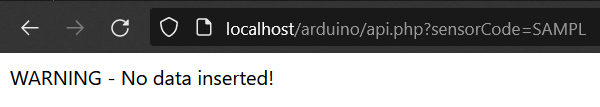 localhost/arduino/api.php?sensorCode=SAMPL
WARNING - No data inserted!